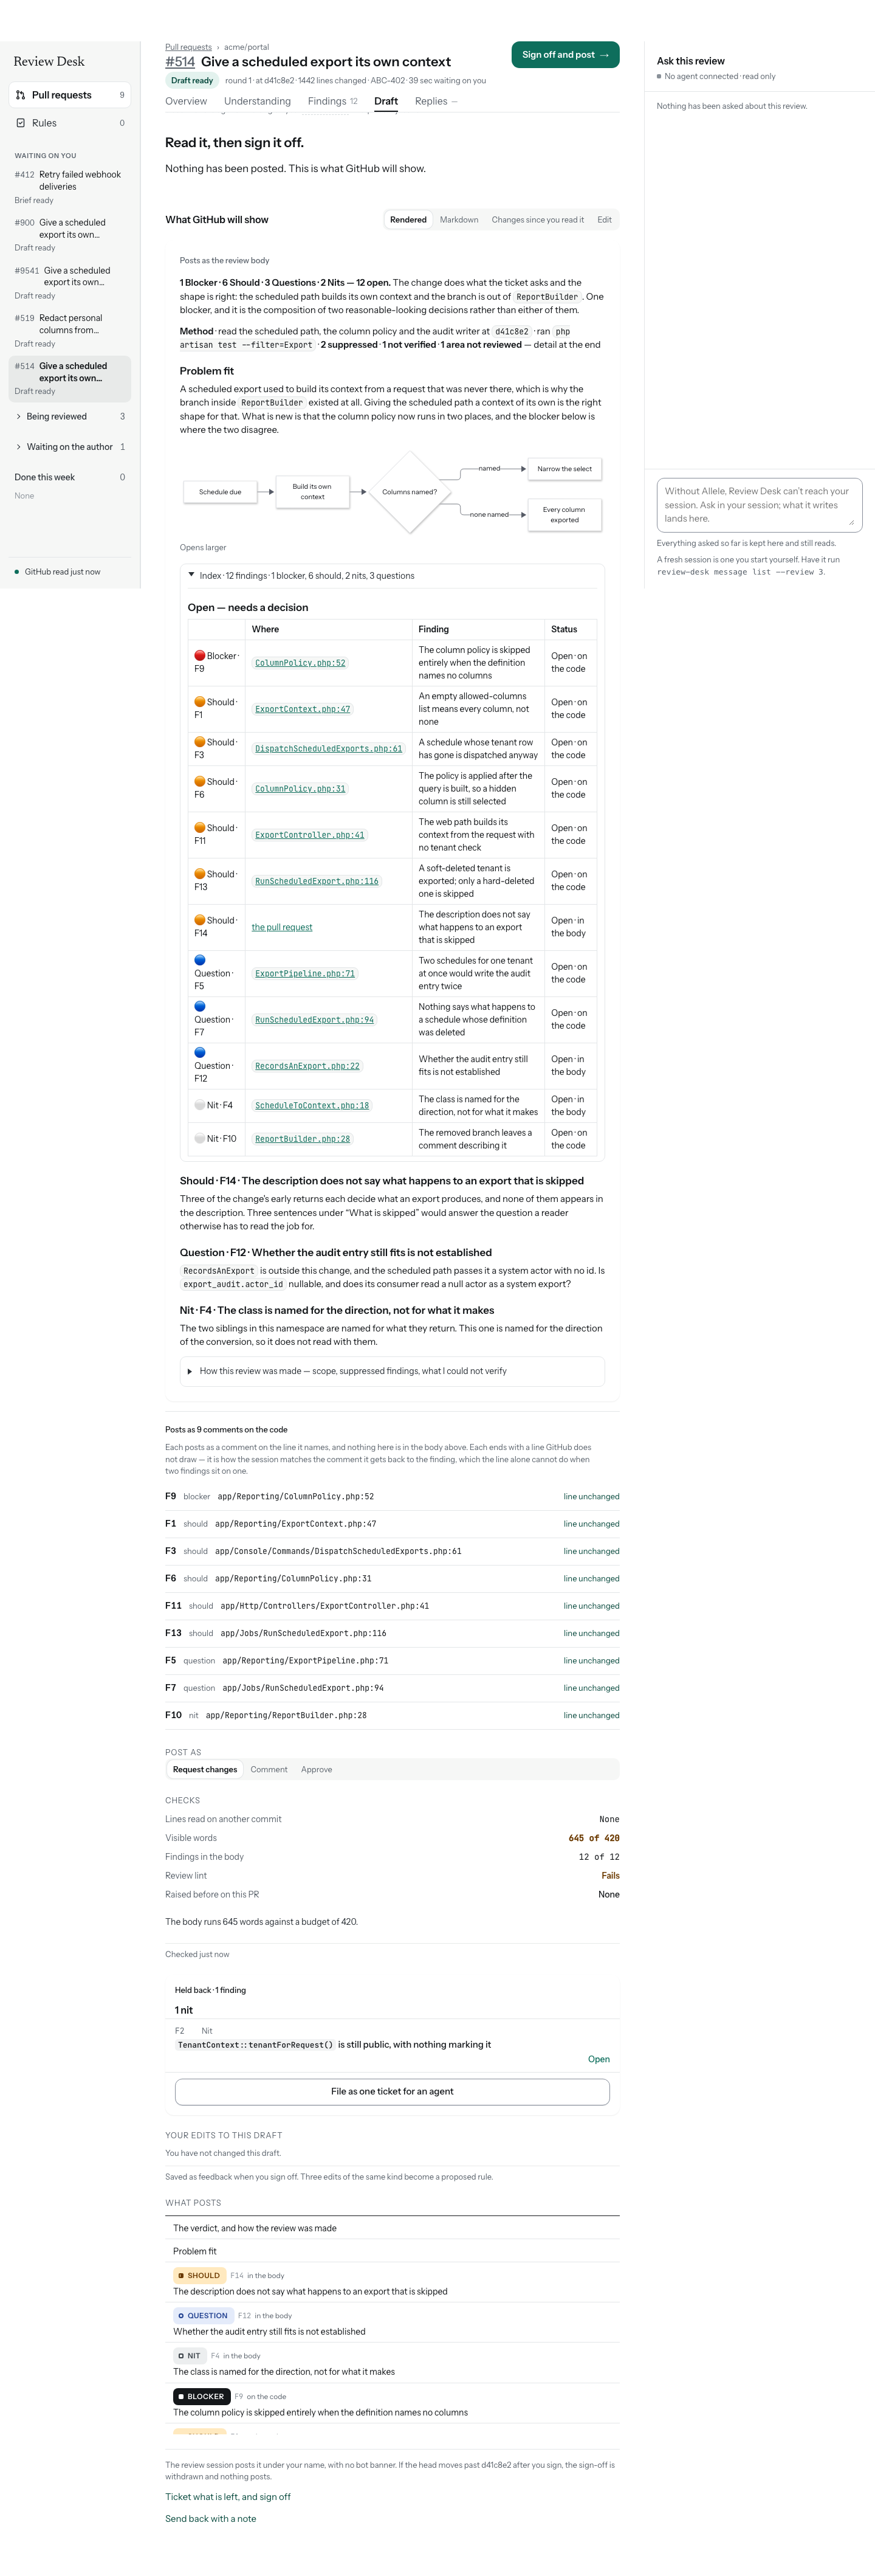 Review Desk
Pull requests 9
Rules 0
WAITING ON YOU
#412 Retry failed webhook
deliveries
Brief ready
#900 Give a scheduled
export its own...
Draft ready
#9541 Give a scheduled
export its own...
Draft ready
#519 Redact personal
columns from...
Draft ready
#514 Give a scheduled
export its own...
Draft ready
Being reviewed 3
Waiting on the author 1
Done this week 0
None
GitHub read just now
Pull requests › acme/portal
#514 Give a scheduled export its own context
Sign off and post →
Draft ready round 1 · at d41c8e2 · 1442 lines changed · ABC-402 · 39 sec waiting on you
Overview Understanding Findings 12 Draft Replies —
Read it, then sign it off.
Nothing has been posted. This is what GitHub will show.
What GitHub will show
Rendered Markdown Changes since you read it Edit
Posts as the review body
1 Blocker · 6 Should · 3 Questions · 2 Nits — 12 open. The change does what the ticket asks and the
shape is right: the scheduled path builds its own context and the branch is out of ReportBuilder. One
blocker, and it is the composition of two reasonable-looking decisions rather than either of them.
Method · read the scheduled path, the column policy and the audit writer at d41c8e2 · ran php
artisan test --filter=Export · 2 suppressed · 1 not verified · 1 area not reviewed — detail at the end
Problem fit
A scheduled export used to build its context from a request that was never there, which is why the
branch inside ReportBuilder existed at all. Giving the scheduled path a context of its own is the right
shape for that. What is new is that the column policy now runs in two places, and the blocker below is
where the two disagree.
Schedule due
Build its own
context
Columns named?
named
Narrow the select
none named
Every column
exported
Opens larger
Index · 12 findings · 1 blocker, 6 should, 2 nits, 3 questions
Open — needs a decision
Where Finding Status
Blocker ·
F9
ColumnPolicy.php:52
The column policy is skipped
entirely when the definition
names no columns
Open · on
the code
Should ·
F1
ExportContext.php:47
An empty allowed-columns
list means every column, not
none
Open · on
the code
Should ·
F3
DispatchScheduledExports.php:61
A schedule whose tenant row
has gone is dispatched anyway
Open · on
the code
Should ·
F6
ColumnPolicy.php:31
The policy is applied after the
query is built, so a hidden
column is still selected
Open · on
the code
Should ·
F11
ExportController.php:41
The web path builds its
context from the request with
no tenant check
Open · on
the code
Should ·
F13
RunScheduledExport.php:116
A soft-deleted tenant is
exported; only a hard-deleted
one is skipped
Open · on
the code
Should ·
F14
the pull request
The description does not say
what happens to an export
that is skipped
Open · in
the body
Question ·
F5
ExportPipeline.php:71
Two schedules for one tenant
at once would write the audit
entry twice
Open · on
the code
Question ·
F7
RunScheduledExport.php:94
Nothing says what happens to
a schedule whose definition
was deleted
Open · on
the code
Question ·
F12
RecordsAnExport.php:22
Whether the audit entry still
fits is not established
Open · in
the body
Nit · F4
ScheduleToContext.php:18
The class is named for the
direction, not for what it makes
Open · in
the body
Nit · F10
ReportBuilder.php:28
The removed branch leaves a
comment describing it
Open · on
the code
Should · F14 · The description does not say what happens to an export that is skipped
Three of the change's early returns each decide what an export produces, and none of them appears in
the description. Three sentences under “What is skipped” would answer the question a reader
otherwise has to read the job for.
Question · F12 · Whether the audit entry still fits is not established
RecordsAnExport is outside this change, and the scheduled path passes it a system actor with no id. Is
export_audit.actor_id nullable, and does its consumer read a null actor as a system export?
Nit · F4 · The class is named for the direction, not for what it makes
The two siblings in this namespace are named for what they return. This one is named for the direction
of the conversion, so it does not read with them.
How this review was made — scope, suppressed findings, what I could not verify
Posts as 9 comments on the code
Each posts as a comment on the line it names, and nothing here is in the body above. Each ends with a line GitHub does
not draw — it is how the session matches the comment it gets back to the finding, which the line alone cannot do when
two findings sit on one.
F9 blocker app/Reporting/ColumnPolicy.php:52 line unchanged
F1 should app/Reporting/ExportContext.php:47 line unchanged
F3 should app/Console/Commands/DispatchScheduledExports.php:61 line unchanged
F6 should app/Reporting/ColumnPolicy.php:31 line unchanged
F11 should app/Http/Controllers/ExportController.php:41 line unchanged
F13 should app/Jobs/RunScheduledExport.php:116 line unchanged
F5 question app/Reporting/ExportPipeline.php:71 line unchanged
F7 question app/Jobs/RunScheduledExport.php:94 line unchanged
F10 nit app/Reporting/ReportBuilder.php:28 line unchanged
POST AS
Request changes Comment Approve
CHECKS
Lines read on another commit None
Visible words 645 of 420
Findings in the body 12 of 12
Review lint Fails
Raised before on this PR None
The body runs 645 words against a budget of 420.
Checked just now
Held back · 1 finding
1 nit
F2 Nit
TenantContext::tenantForRequest() is still public, with nothing marking it
Open
File as one ticket for an agent
YOUR EDITS TO THIS DRAFT
You have not changed this draft.
Saved as feedback when you sign off. Three edits of the same kind become a proposed rule.
WHAT POSTS
The verdict, and how the review was made
Problem fit
SHOULD F14 in the body
The description does not say what happens to an export that is skipped
QUESTION F12 in the body
Whether the audit entry still fits is not established
NIT F4 in the body
The class is named for the direction, not for what it makes
BLOCKER F9 on the code
The column policy is skipped entirely when the definition names no columns
The review session posts it under your name, with no bot banner. If the head moves past d41c8e2 after you sign, the sign-off is
withdrawn and nothing posts.
Ticket what is left, and sign off
Send back with a note
Ask this review
No agent connected · read only
Nothing has been asked about this review.
Without Allele, Review Desk can't reach your
session. Ask in your session; what it writes
lands here.
Everything asked so far is kept here and still reads.
A fresh session is one you start yourself. Have it run
review-desk message list --review 3.